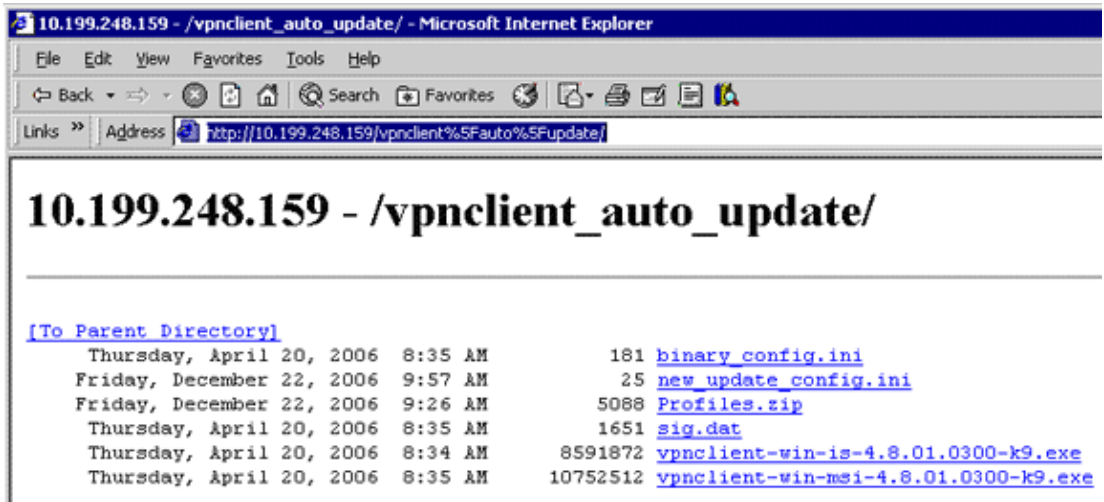 10.199.248.159 - /vpnclient_auto_update/ - Microsoft Internet Explorer
File Edit View Favorites Tools Help
Back Search Favorites
Links » Address http://10.199.248.159/vpnclient%5Fauto%5Fupdate/
10.199.248.159 - /vpnclient_auto_update/
[To Parent Directory]
Thursday, April 20, 2006 8:35 AM 181 binary_config.ini
Friday, December 22, 2006 9:57 AM 25 new_update_config.ini
Friday, December 22, 2006 9:26 AM 5088 Profiles.zip
Thursday, April 20, 2006 8:35 AM 1651 sig.dat
Thursday, April 20, 2006 8:34 AM 8591872 vpnclient-win-is-4.8.01.0300-k9.exe
Thursday, April 20, 2006 8:35 AM 10752512 vpnclient-win-msi-4.8.01.0300-k9.exe